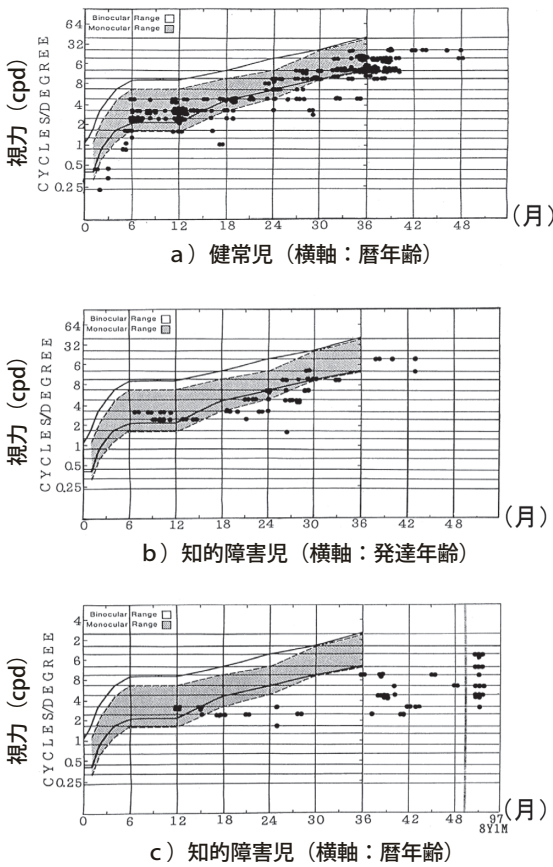 視力 (cpd)
CYCLES/DEGREE
Binocular Range
Monocular Range
64
32
6
8
4
2
1
0.5
0.25
0 6 12 18 24 30 36 42 48
(月)
a）健常児（横軸：暦年齢）
視力 (cpd)
CYCLES/DEGREE
Binocular Range
Monocular Range
64
32
6
8
4
2
1
0.5
0,25
0 6 12 18 24 30 36 42 48
(月)
b）知的障害児（横軸：発達年齢）
視力 (cpd)
CYCLES/DEGREE
Binocular Range
Monocular Range
4
2
6
8
4
2
1
0.5
0.25
0 6 12 18 24 30 36 42 48 97
8Y1M
(月)
c）知的障害児（横軸：暦年齢）